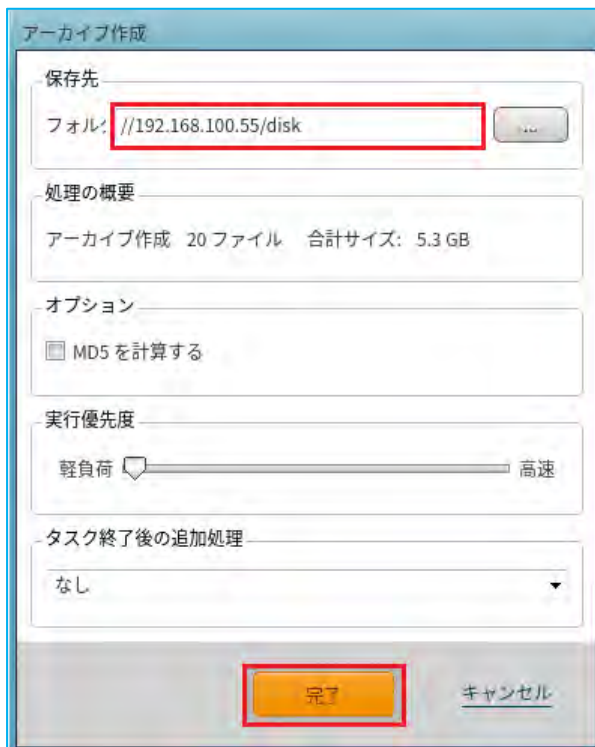 アーカイブ作成
保存先
フォルダ //192.168.100.55/disk ...
処理の概要
アーカイブ作成 20 ファイル 合計サイズ: 5.3 GB
オプション
MD5 を計算する
実行優先度
軽負荷 高速
タスク終了後の追加処理
なし
完了 キャンセル